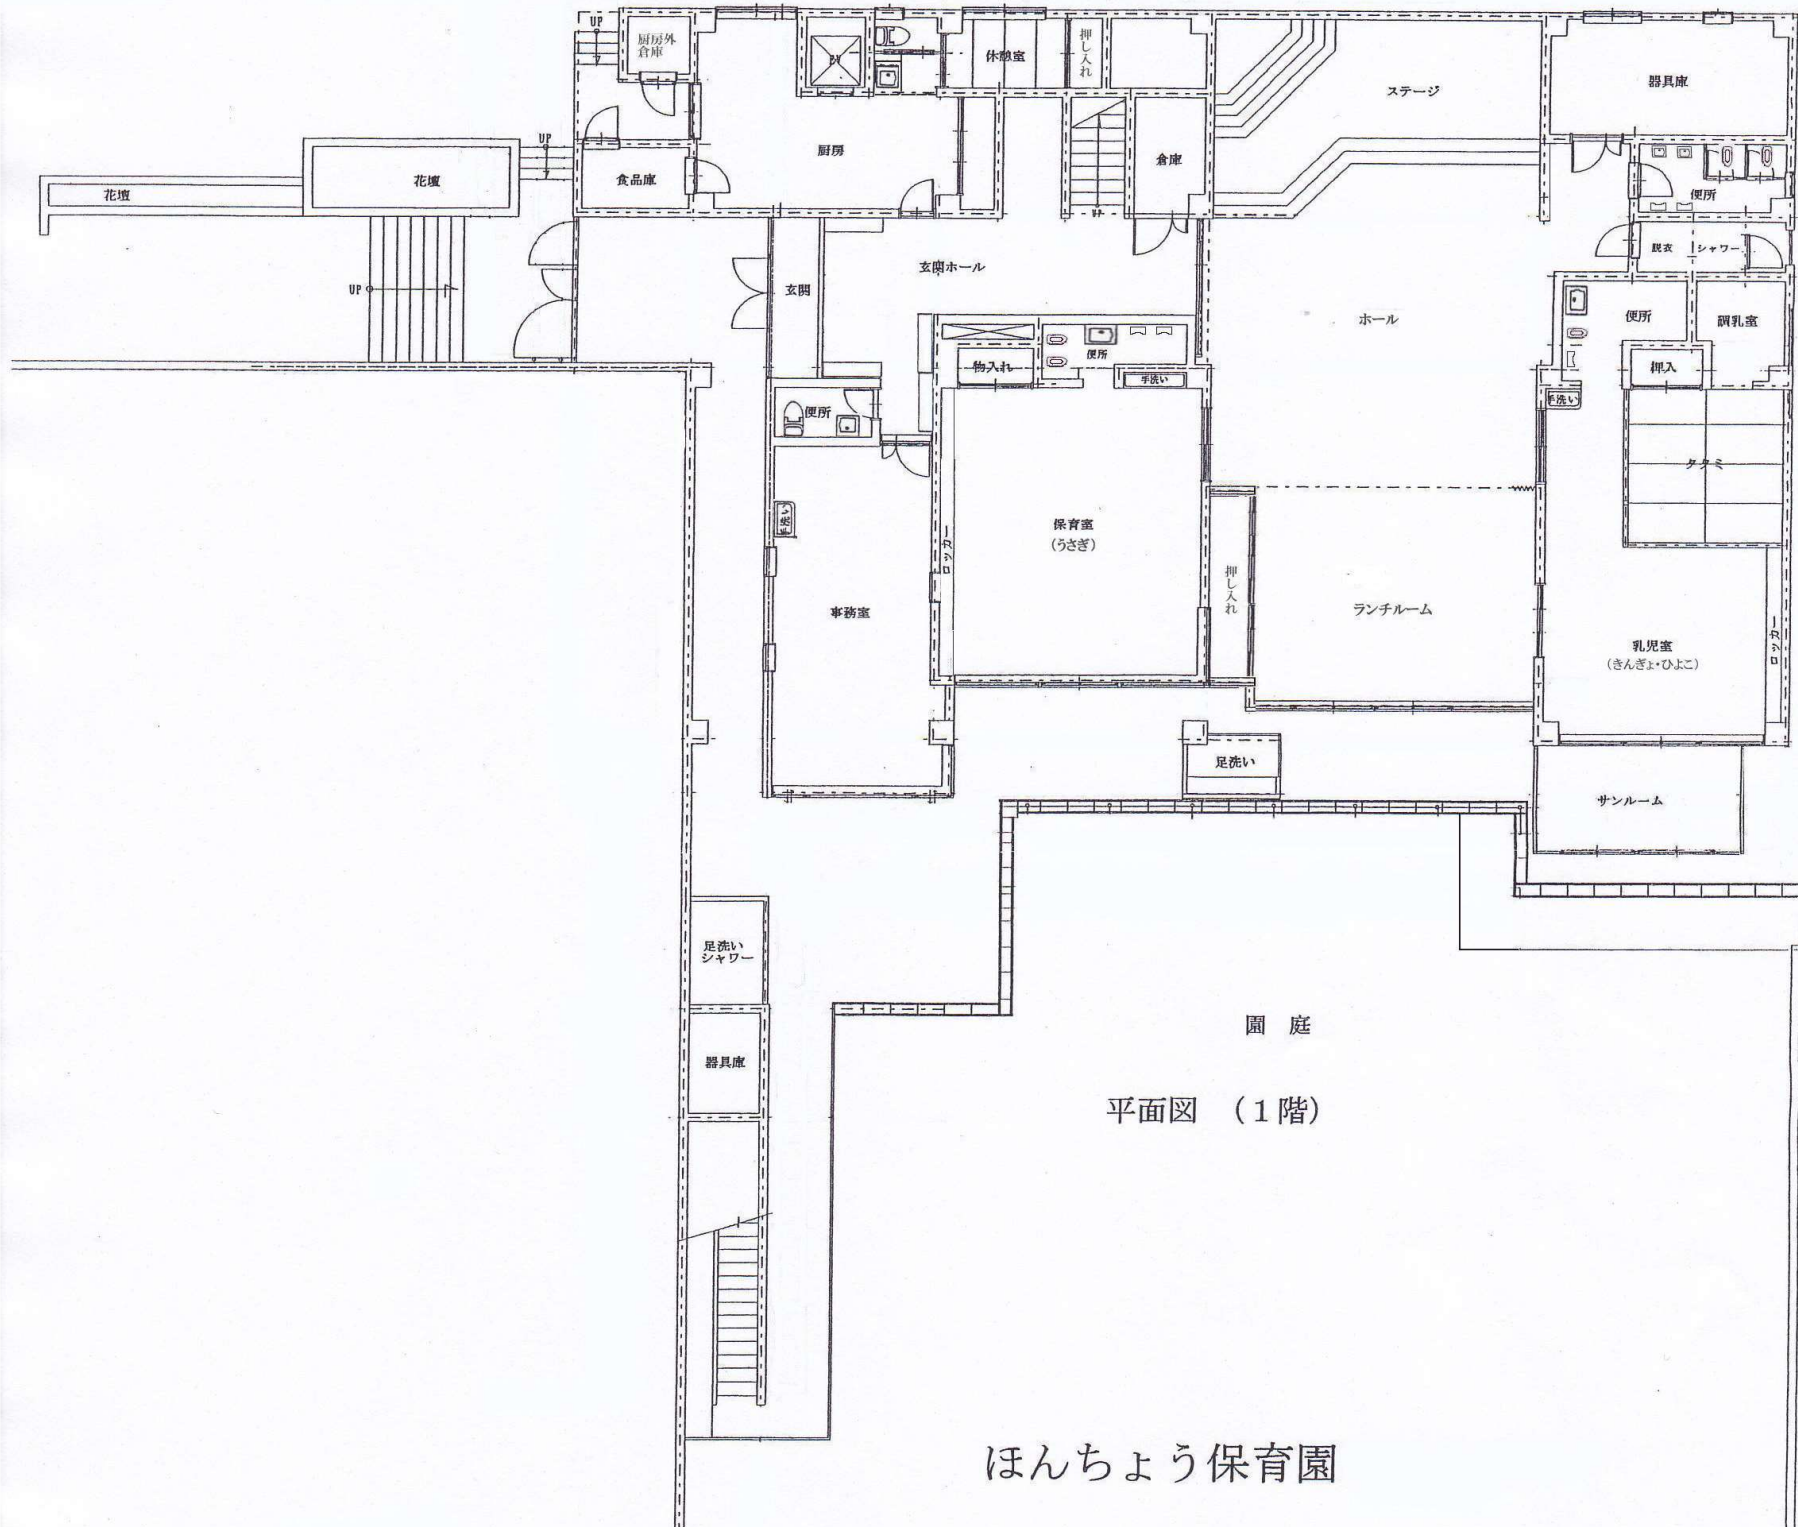 UP
厨房外
倉庫
EV
休憩室
押し入れ
ステージ
器具庫
UP
厨房
倉庫
食品庫
UP
花壇
花壇
便所
脱衣
シャワー
UP
玄関
玄関ホール
ホール
便所
調乳室
物入れ
便所
手洗い
押入
手洗い
便所
タタミ
手洗い
ロッカー
保育室
(うさぎ)
押し入れ
ランチルーム
事務室
乳児室
(きんぎょ・ひよこ)
ロッカー
足洗い
サンルーム
足洗い
シャワー
器具庫
園 庭
平面図 (1階)
ほんちょう保育園